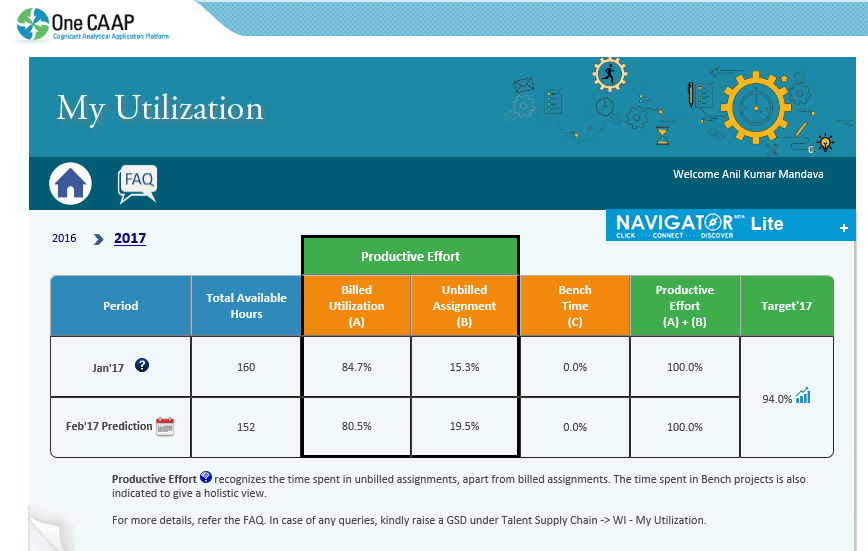 One CAAP
Cognizant Analytical Application Platform
My Utilization
FAQ
Welcome Anil Kumar Mandava
NAVIGATOR BETA Lite +
CLICK ···· CONNECT ···· DISCOVER
2016 2017
Productive Effort
Period
Total Available
Hours
Billed
Utilization
(A)
Unbilled
Assignment
(B)
Bench
Time
(C)
Productive
Effort
(A) + (B)
Target'17
Jan'17 ? 160 84.7% 15.3% 0.0% 100.0%
94.0%
Feb'17 Prediction 152 80.5% 19.5% 0.0% 100.0%
Productive Effort ? recognizes the time spent in unbilled assignments, apart from billed assignments. The time spent in Bench projects is also
indicated to give a holistic view.
For more details, refer the FAQ. In case of any queries, kindly raise a GSD under Talent Supply Chain -> WI - My Utilization.